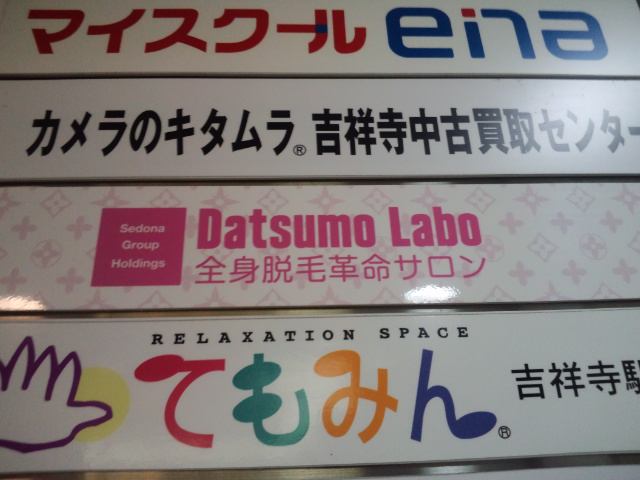 マイスクール ena
カメラのキタムラ® 吉祥寺中古買取センター
Sedona
Group
Holdings
Datsumo Labo
全身脱毛革命サロン
RELAXATION SPACE
てもみん®
吉祥寺駅